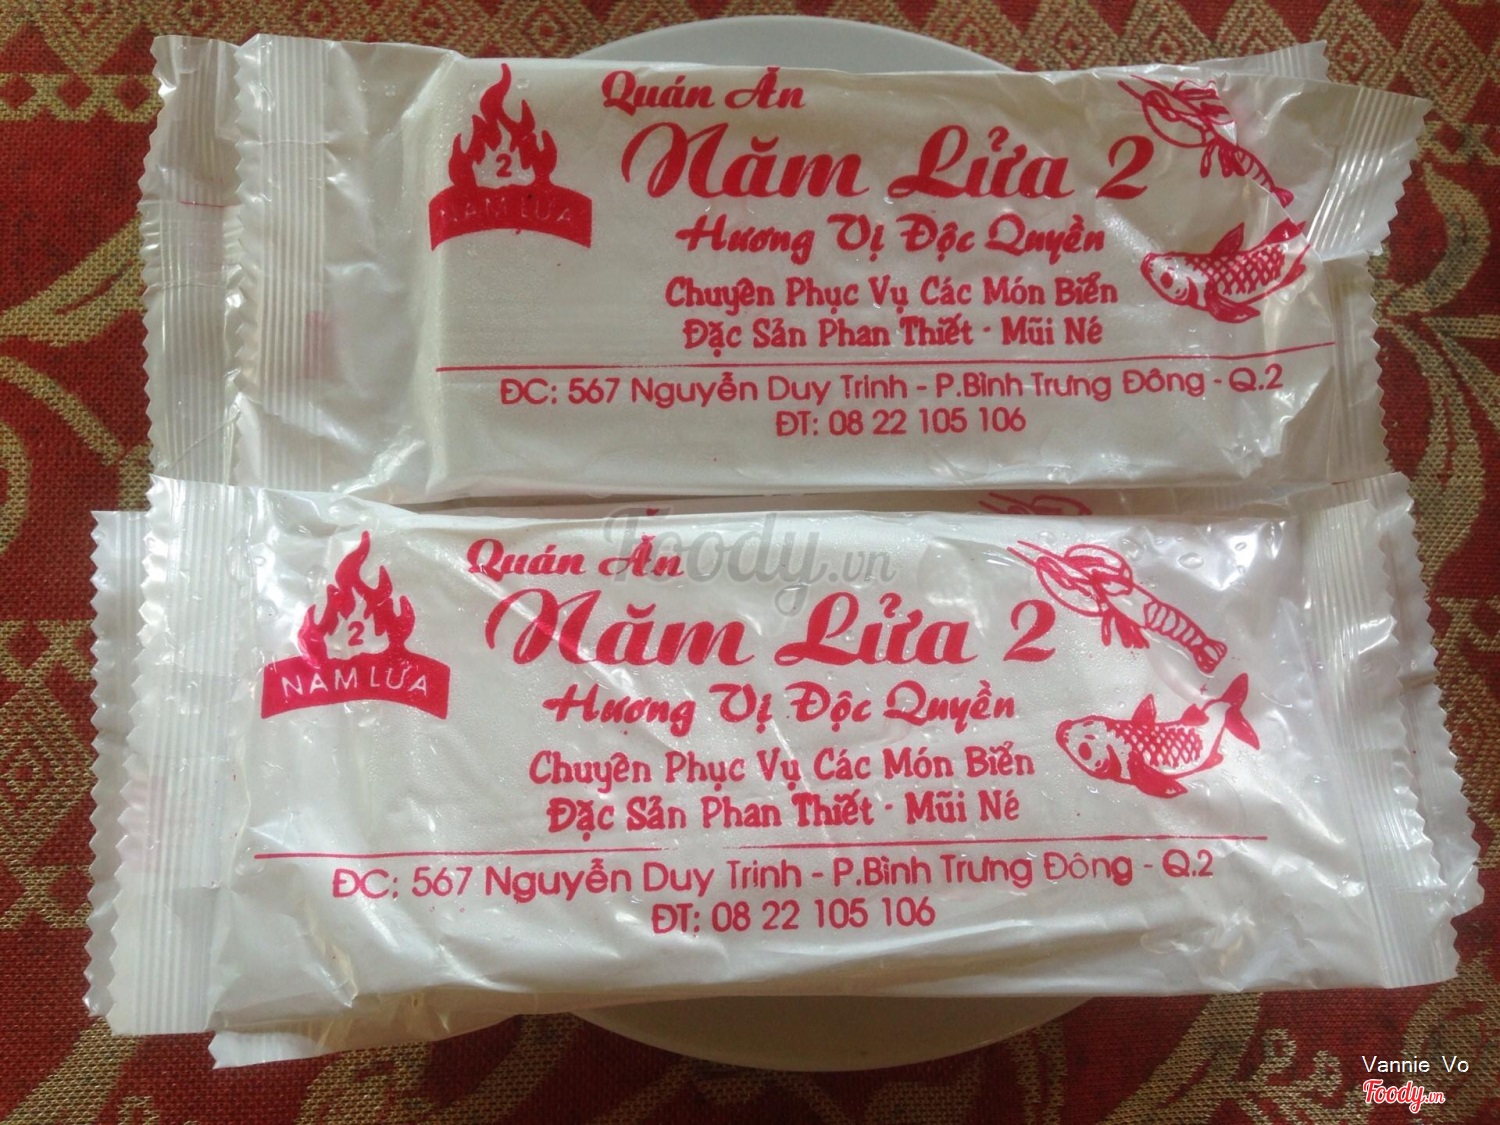 Quán Ăn
2
Năm Lửa 2
NĂM LỬA
Hương Vị Độc Quyền
Chuyên Phục Vụ Các Món Biển
Đặc Sản Phan Thiết - Mũi Né
ĐC: 567 Nguyễn Duy Trinh - P.Bình Trưng Đông - Q.2
ĐT: 08 22 105 106
Quán Ăn
Foody.vn
2
Năm Lửa 2
NĂM LỬA
Hương Vị Độc Quyền
Chuyên Phục Vụ Các Món Biển
Đặc Sản Phan Thiết - Mũi Né
ĐC: 567 Nguyễn Duy Trinh - P.Bình Trưng Đông - Q.2
ĐT: 08 22 105 106
Vannie Vo
Foody.vn